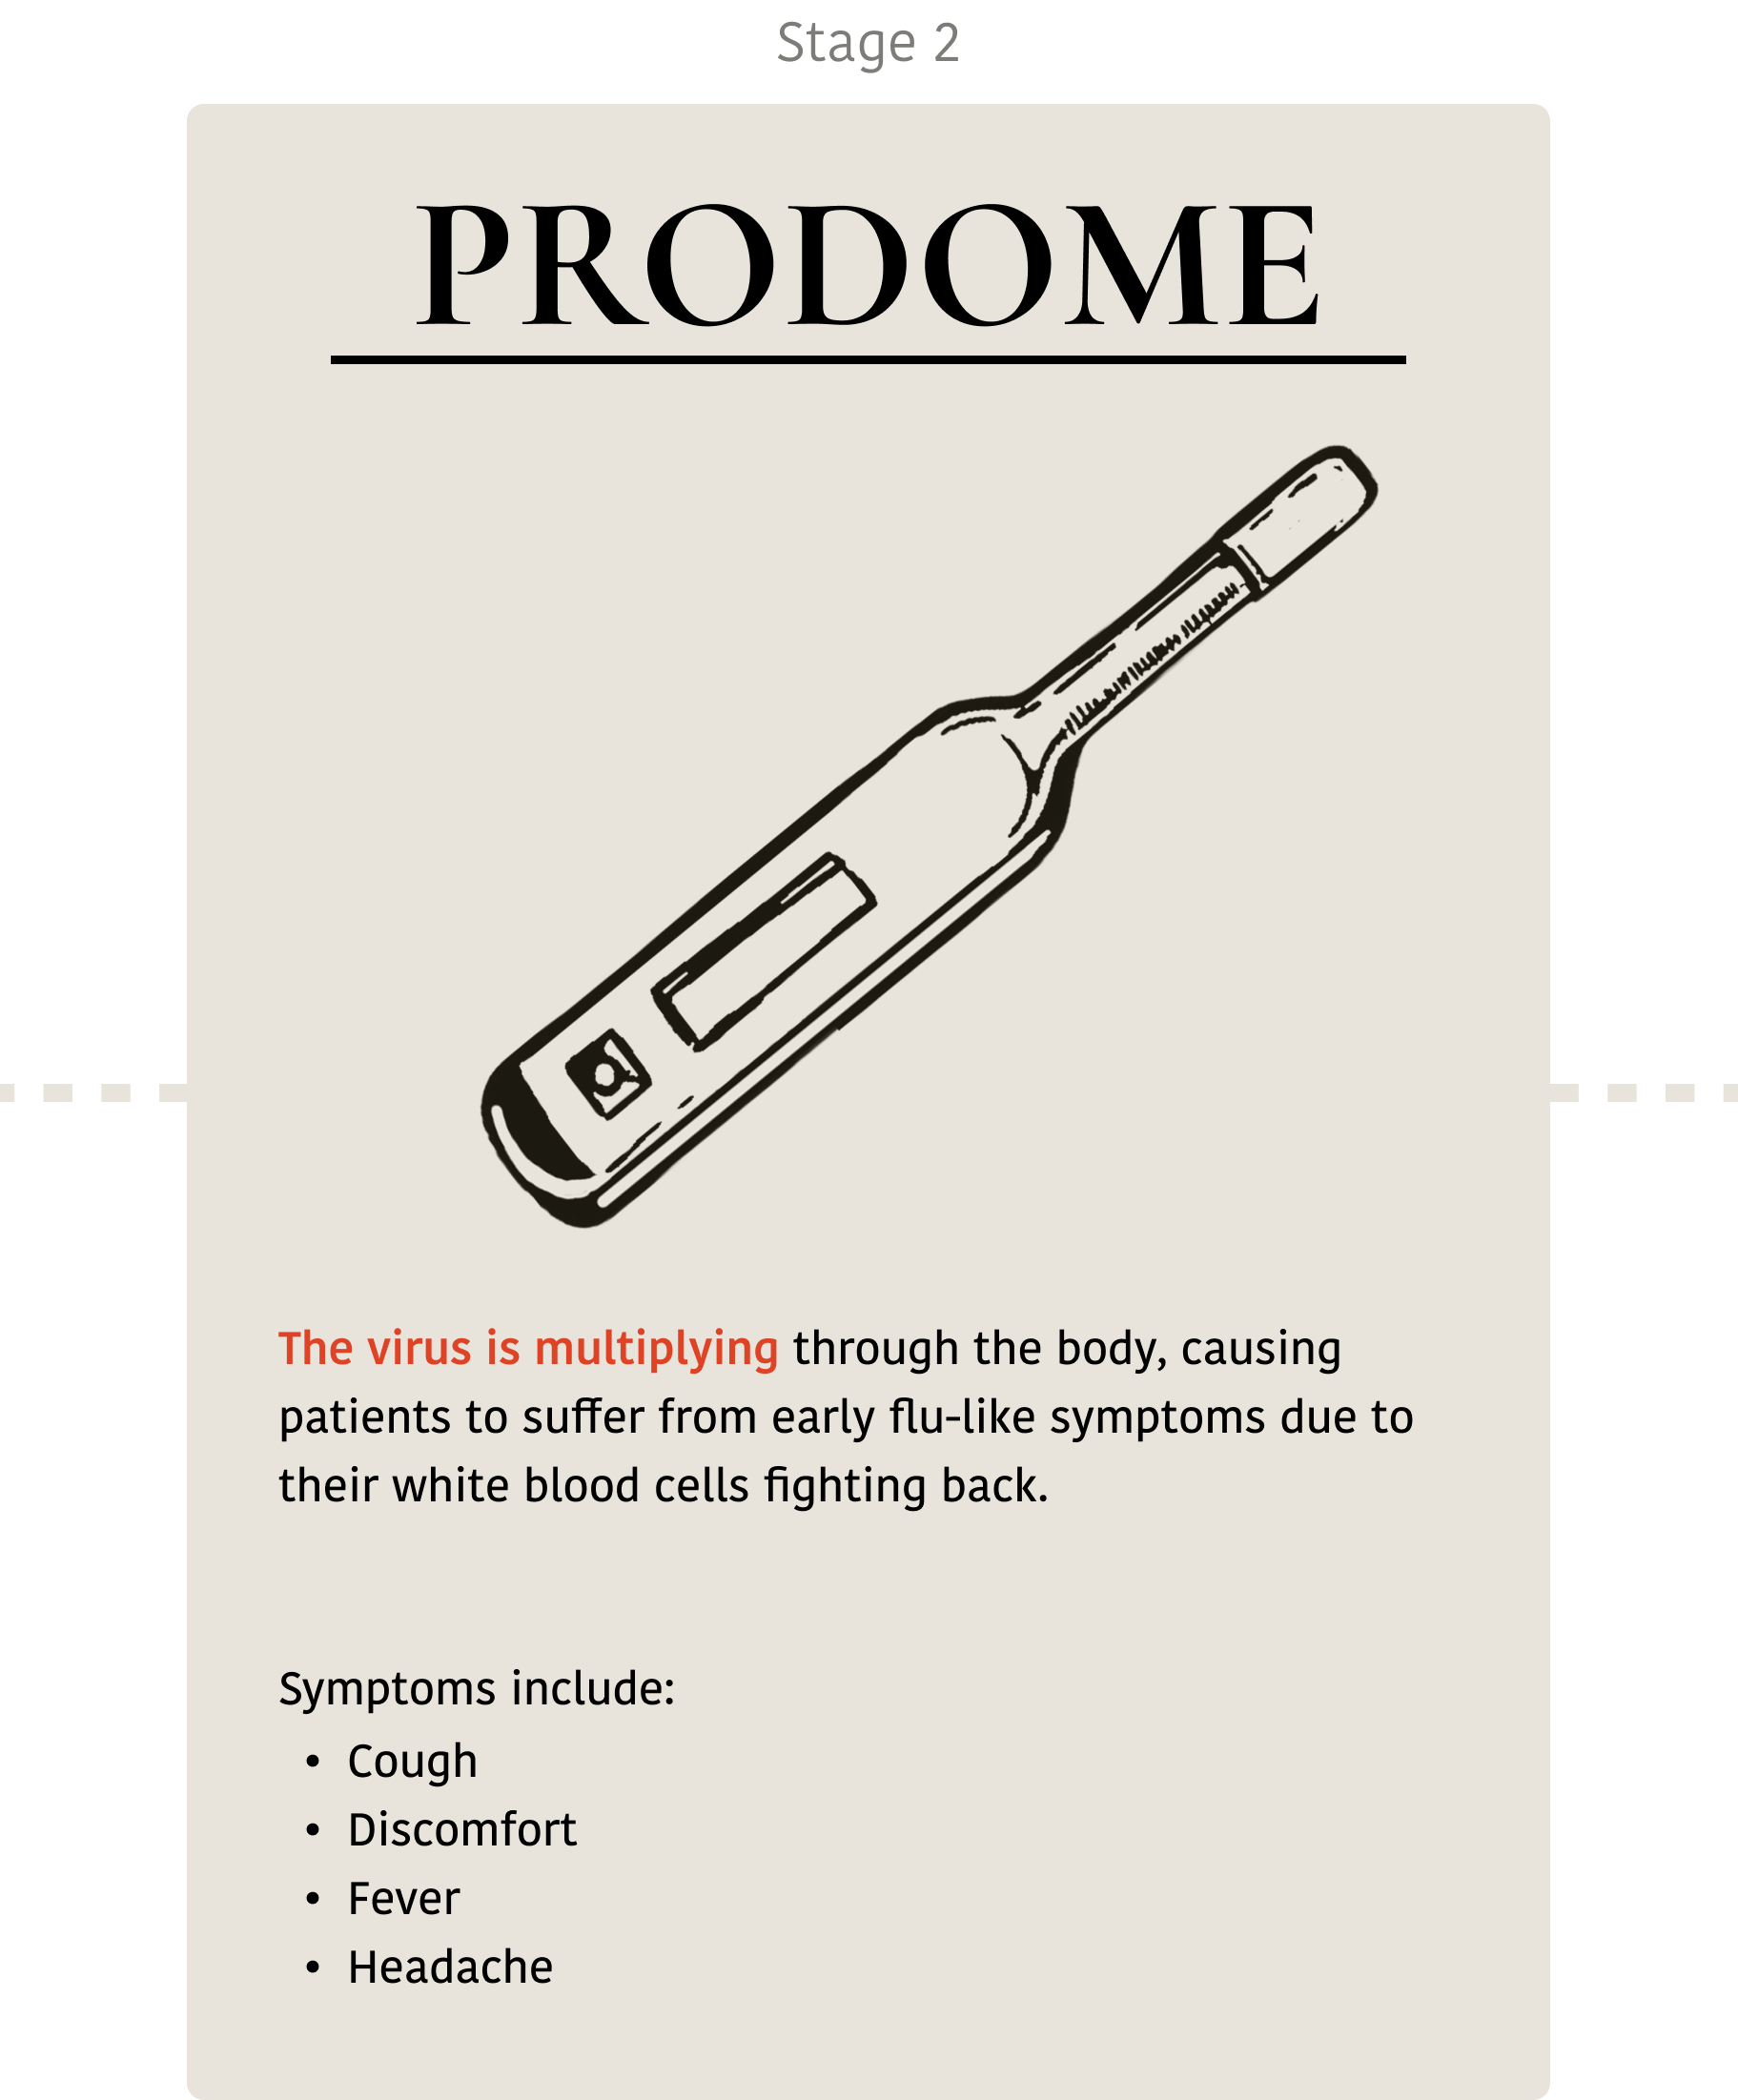 Stage 2
PRODOME
The virus is multiplying through the body, causing
patients to suffer from early flu-like symptoms due to
their white blood cells fighting back.
Symptoms include:
• Cough
• Discomfort
• Fever
• Headache